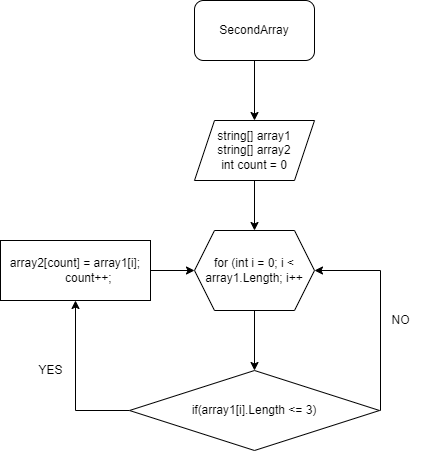 SecondArray
string[] array1
string[] array2
int count = 0
for (int i = 0; i <
array1.Length; i++
array2[count] = array1[i];
count++;
NO
YES
if(array1[i].Length <= 3)